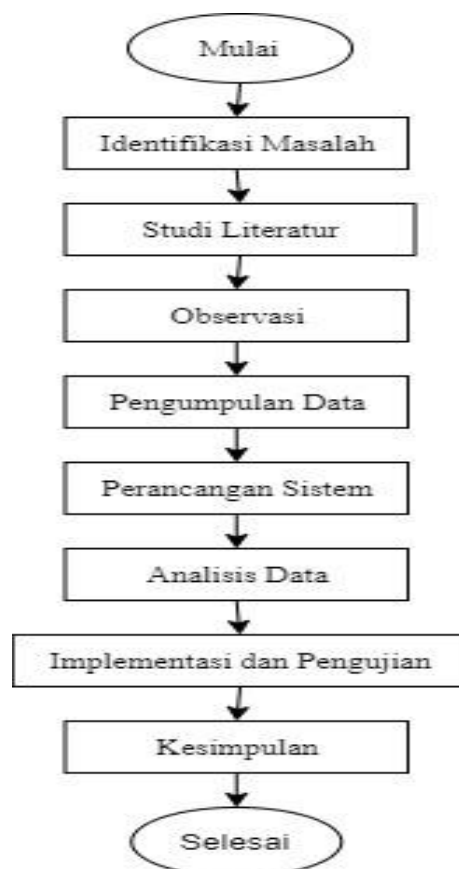 Mulai
Identifikasi Masalah
Studi Literatur
Observasi
Pengumpulan Data
Perancangan Sistem
Analisis Data
Implementasi dan Pengujian
Kesimpulan
Selesai